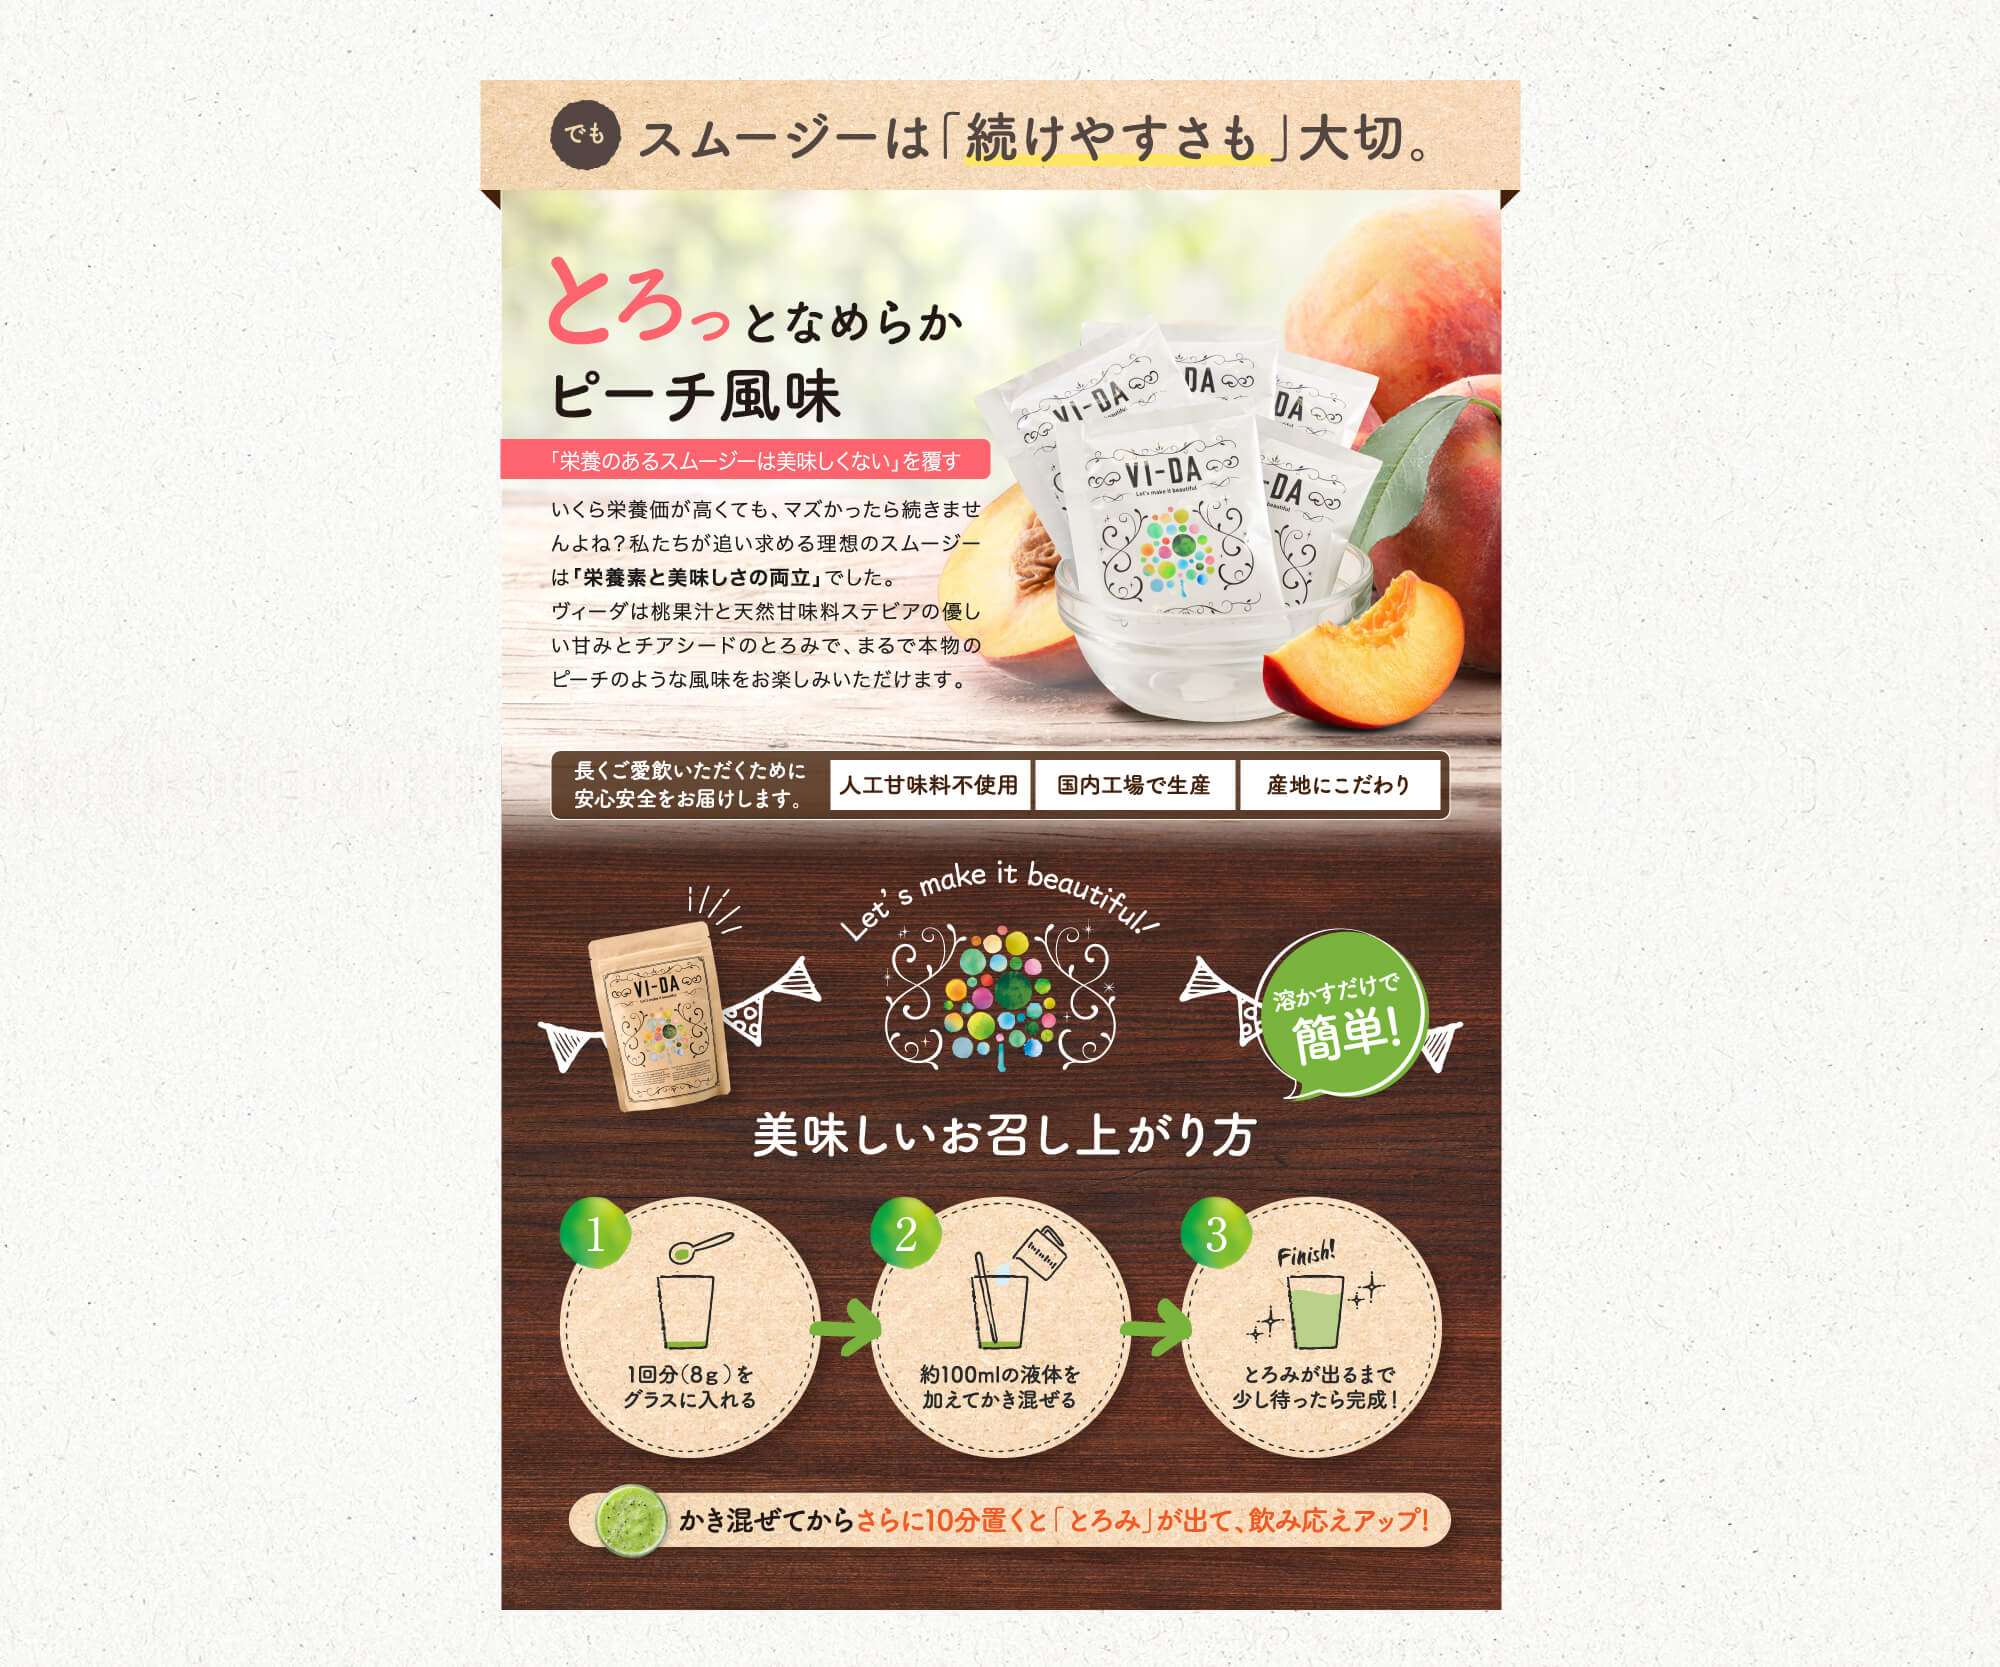 でも スムージーは「続けやすさも」大切。
とろっとなめらか
ピーチ風味
「栄養のあるスムージーは美味しくない」を覆す
いくら栄養価が高くても、マズかったら続きませ
んよね？私たちが追い求める理想のスムージー
は「栄養素と美味しさの両立」でした。
ヴィーダは桃果汁と天然甘味料ステビアの優し
い甘みとチアシードのとろみで、まるで本物の
ピーチのような風味をお楽しみいただけます。
VI-DA
DA
DA
VI-DA
Let's make it beautiful.
-DA
長くご愛飲いただくために
安心安全をお届けします。
人工甘味料不使用
国内工場で生産
産地にこだわり
Let's make it beautiful!!
VI-DA
Let's make it beautiful.
溶かすだけで
簡単!
美味しいお召し上がり方
1
1回分（8ｇ）を
グラスに入れる
2
約100mlの液体を
加えてかき混ぜる
3
Finish!
とろみが出るまで
少し待ったら完成！
かき混ぜてからさらに10分置くと「とろみ」が出て、飲み応えアップ!